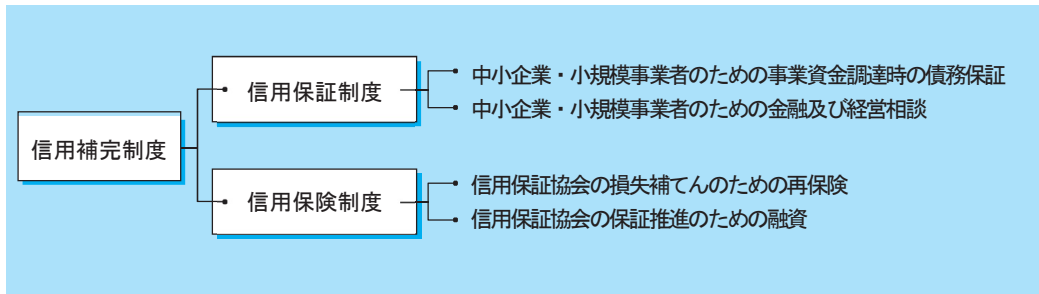 信用補完制度
信用保証制度
・中小企業・小規模事業者のための事業資金調達時の債務保証
・中小企業・小規模事業者のための金融及び経営相談
信用保険制度
・信用保証協会の損失補てんのための再保険
・信用保証協会の保証推進のための融資